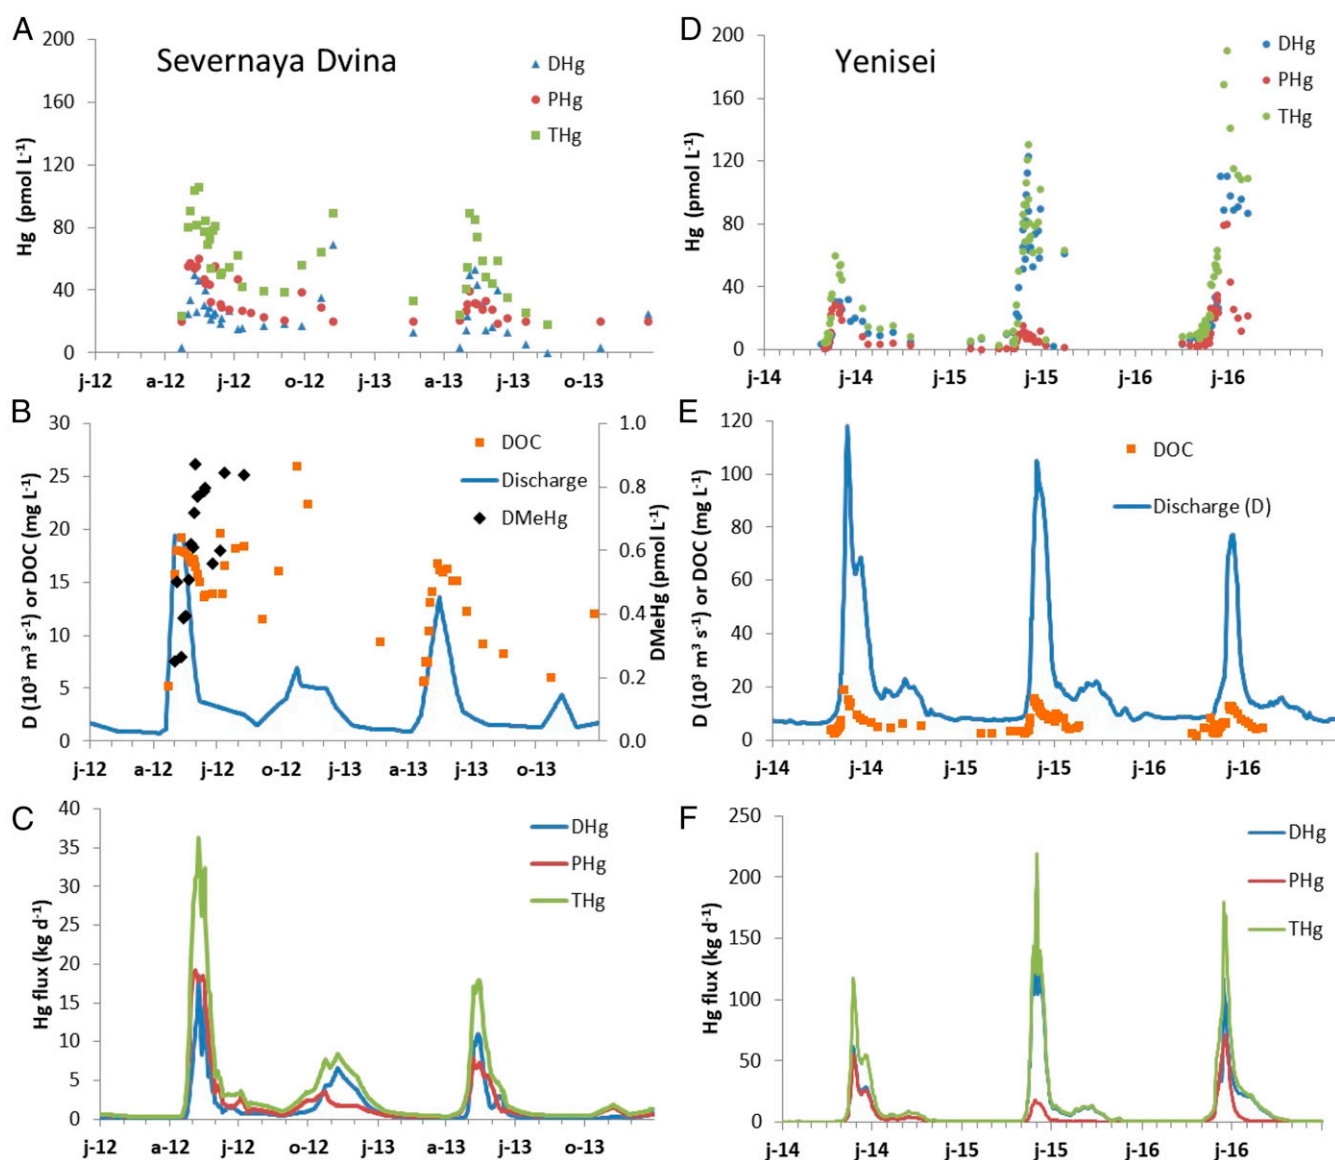 A
Severnaya Dvina
DHg
PHg
THg
Hg (pmol L-1)
200
160
120
80
40
0
j-12 a-12 j-12 o-12 j-13 a-13 j-13 o-13
D
Yenisei
DHg
PHg
THg
Hg (pmol L-1)
200
160
120
80
40
0
j-14 j-14 j-15 j-15 j-16 j-16
B
DOC
Discharge
DMeHg
D (10³ m³ s-1) or DOC (mg L-1)
30
25
20
15
10
5
0
DMeHg (pmol L-1)
1.0
0.8
0.6
0.4
0.2
0.0
j-12 a-12 j-12 o-12 j-13 a-13 j-13 o-13
E
DOC
Discharge (D)
D (10³ m³ s-1) or DOC (mg L-1)
120
100
80
60
40
20
0
j-14 j-14 j-15 j-15 j-16 j-16
C
DHg
PHg
THg
Hg flux (kg d-1)
40
35
30
25
20
15
10
5
0
j-12 a-12 j-12 o-12 j-13 a-13 j-13 o-13
F
DHg
PHg
THg
Hg flux (kg d-1)
250
200
150
100
50
0
j-14 j-14 j-15 j-15 j-16 j-16